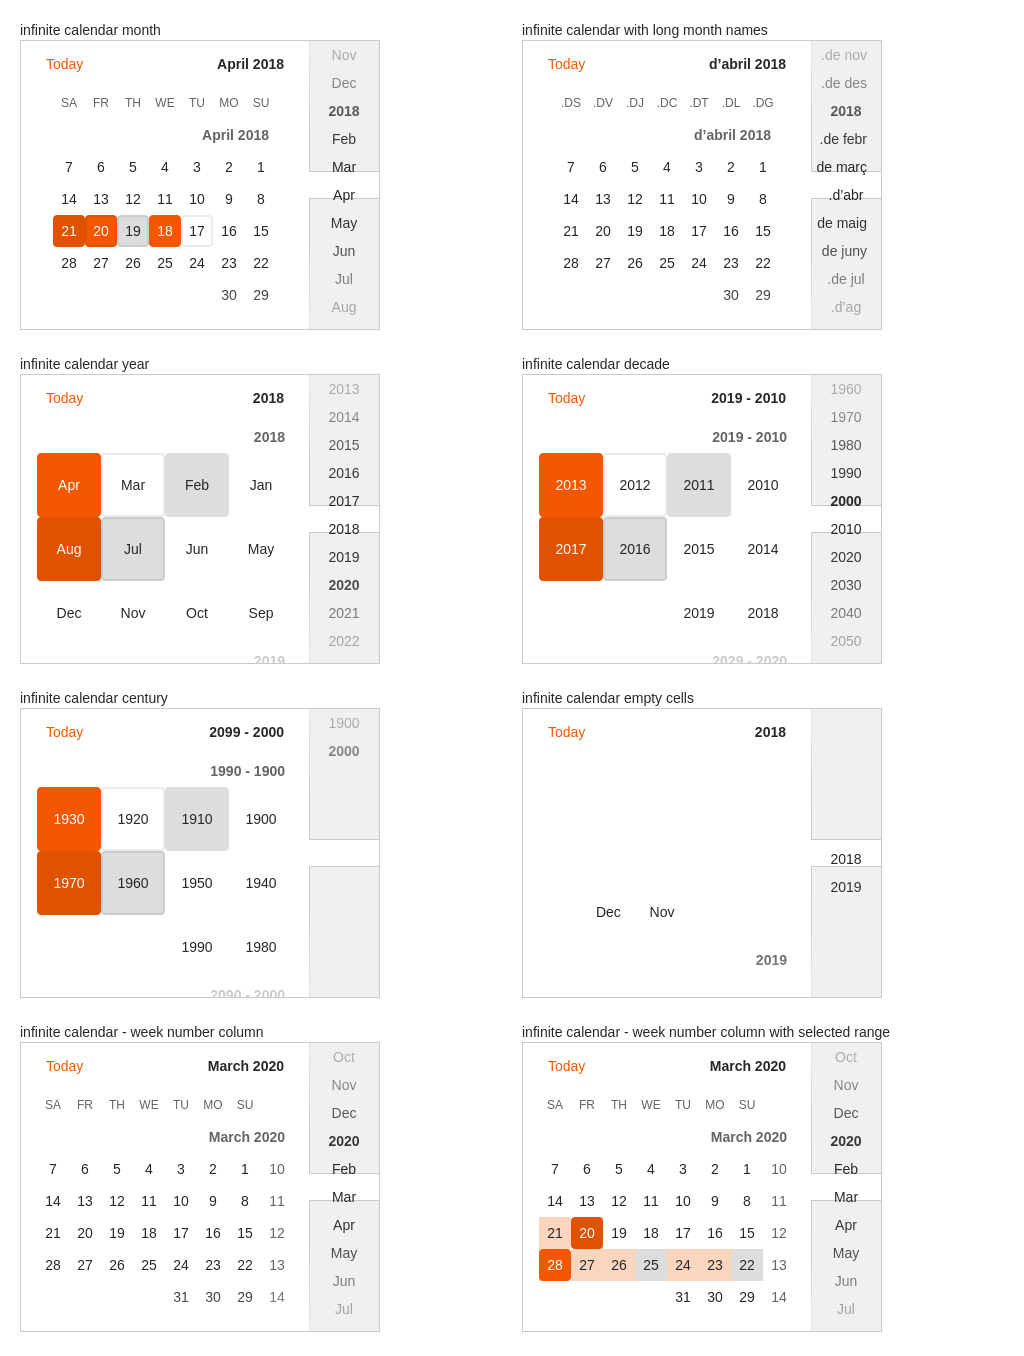 infinite calendar month
Today April 2018
SA FR TH WE TU MO SU
April 2018
7 6 5 4 3 2 1
14 13 12 11 10 9 8
21 20 19 18 17 16 15
28 27 26 25 24 23 22
30 29
Nov
Dec
2018
Feb
Mar
Apr
May
Jun
Jul
Aug
infinite calendar with long month names
Today d’abril 2018
.DS .DV .DJ .DC .DT .DL .DG
d’abril 2018
7 6 5 4 3 2 1
14 13 12 11 10 9 8
21 20 19 18 17 16 15
28 27 26 25 24 23 22
30 29
.de nov
.de des
2018
.de febr
de març
.d’abr
de maig
de juny
.de jul
.d’ag
infinite calendar year
Today 2018
2018
Apr Mar Feb Jan
Aug Jul Jun May
Dec Nov Oct Sep
2019
2013
2014
2015
2016
2017
2018
2019
2020
2021
2022
infinite calendar decade
Today 2019 - 2010
2019 - 2010
2013 2012 2011 2010
2017 2016 2015 2014
2019 2018
2029 - 2020
1960
1970
1980
1990
2000
2010
2020
2030
2040
2050
infinite calendar century
Today 2099 - 2000
1990 - 1900
1930 1920 1910 1900
1970 1960 1950 1940
1990 1980
2090 - 2000
1900
2000
infinite calendar empty cells
Today 2018
Dec Nov
2019
2018
2019
infinite calendar - week number column
Today March 2020
SA FR TH WE TU MO SU
March 2020
7 6 5 4 3 2 1 10
14 13 12 11 10 9 8 11
21 20 19 18 17 16 15 12
28 27 26 25 24 23 22 13
31 30 29 14
Oct
Nov
Dec
2020
Feb
Mar
Apr
May
Jun
Jul
infinite calendar - week number column with selected range
Today March 2020
SA FR TH WE TU MO SU
March 2020
7 6 5 4 3 2 1 10
14 13 12 11 10 9 8 11
21 20 19 18 17 16 15 12
28 27 26 25 24 23 22 13
31 30 29 14
Oct
Nov
Dec
2020
Feb
Mar
Apr
May
Jun
Jul